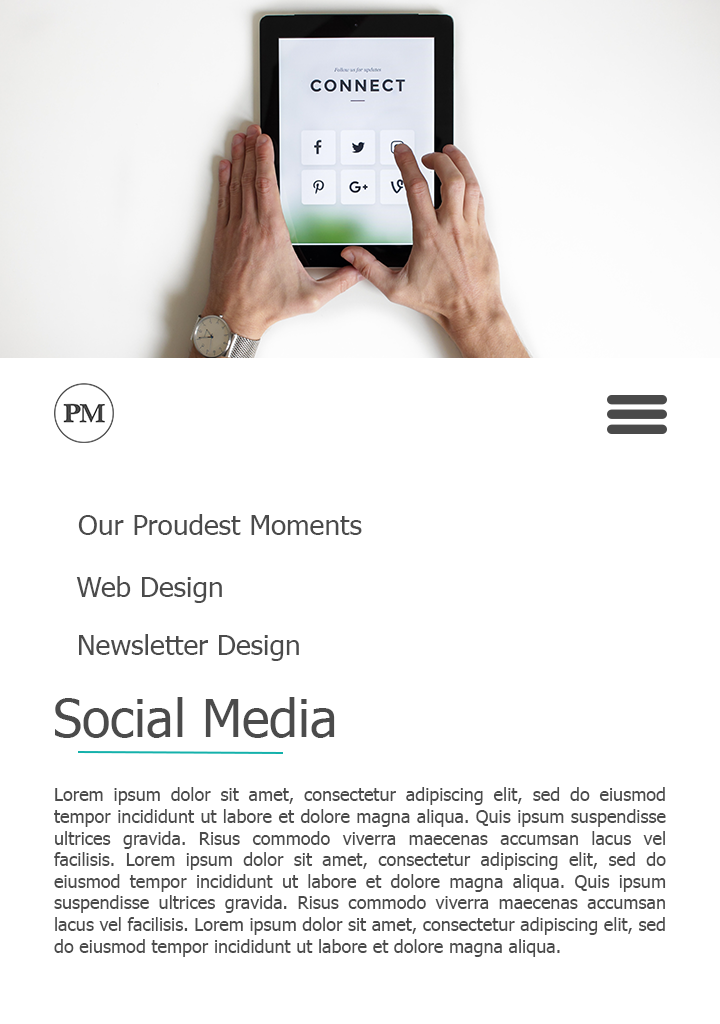 Follow us for updates
CONNECT
f
G+
PM
Our Proudest Moments
Web Design
Newsletter Design
Social Media
Lorem ipsum dolor sit amet, consectetur adipiscing elit, sed do eiusmod
tempor incididunt ut labore et dolore magna aliqua. Quis ipsum suspendisse
ultrices gravida. Risus commodo viverra maecenas accumsan lacus vel
facilisis. Lorem ipsum dolor sit amet, consectetur adipiscing elit, sed do
eiusmod tempor incididunt ut labore et dolore magna aliqua. Quis ipsum
suspendisse ultrices gravida. Risus commodo viverra maecenas accumsan
lacus vel facilisis. Lorem ipsum dolor sit amet, consectetur adipiscing elit, sed
do eiusmod tempor incididunt ut labore et dolore magna aliqua.